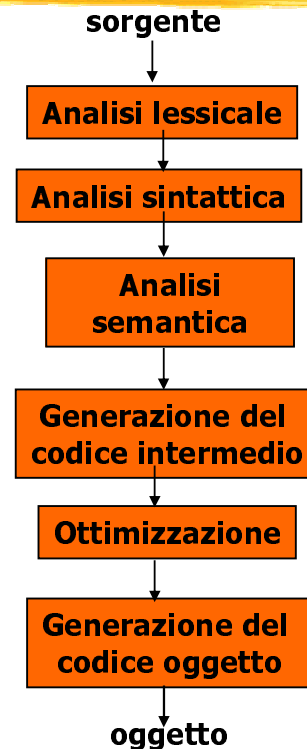 sorgente
Analisi lessicale
Analisi sintattica
Analisi
semantica
Generazione del
codice intermedio
Ottimizzazione
Generazione del
codice oggetto
oggetto